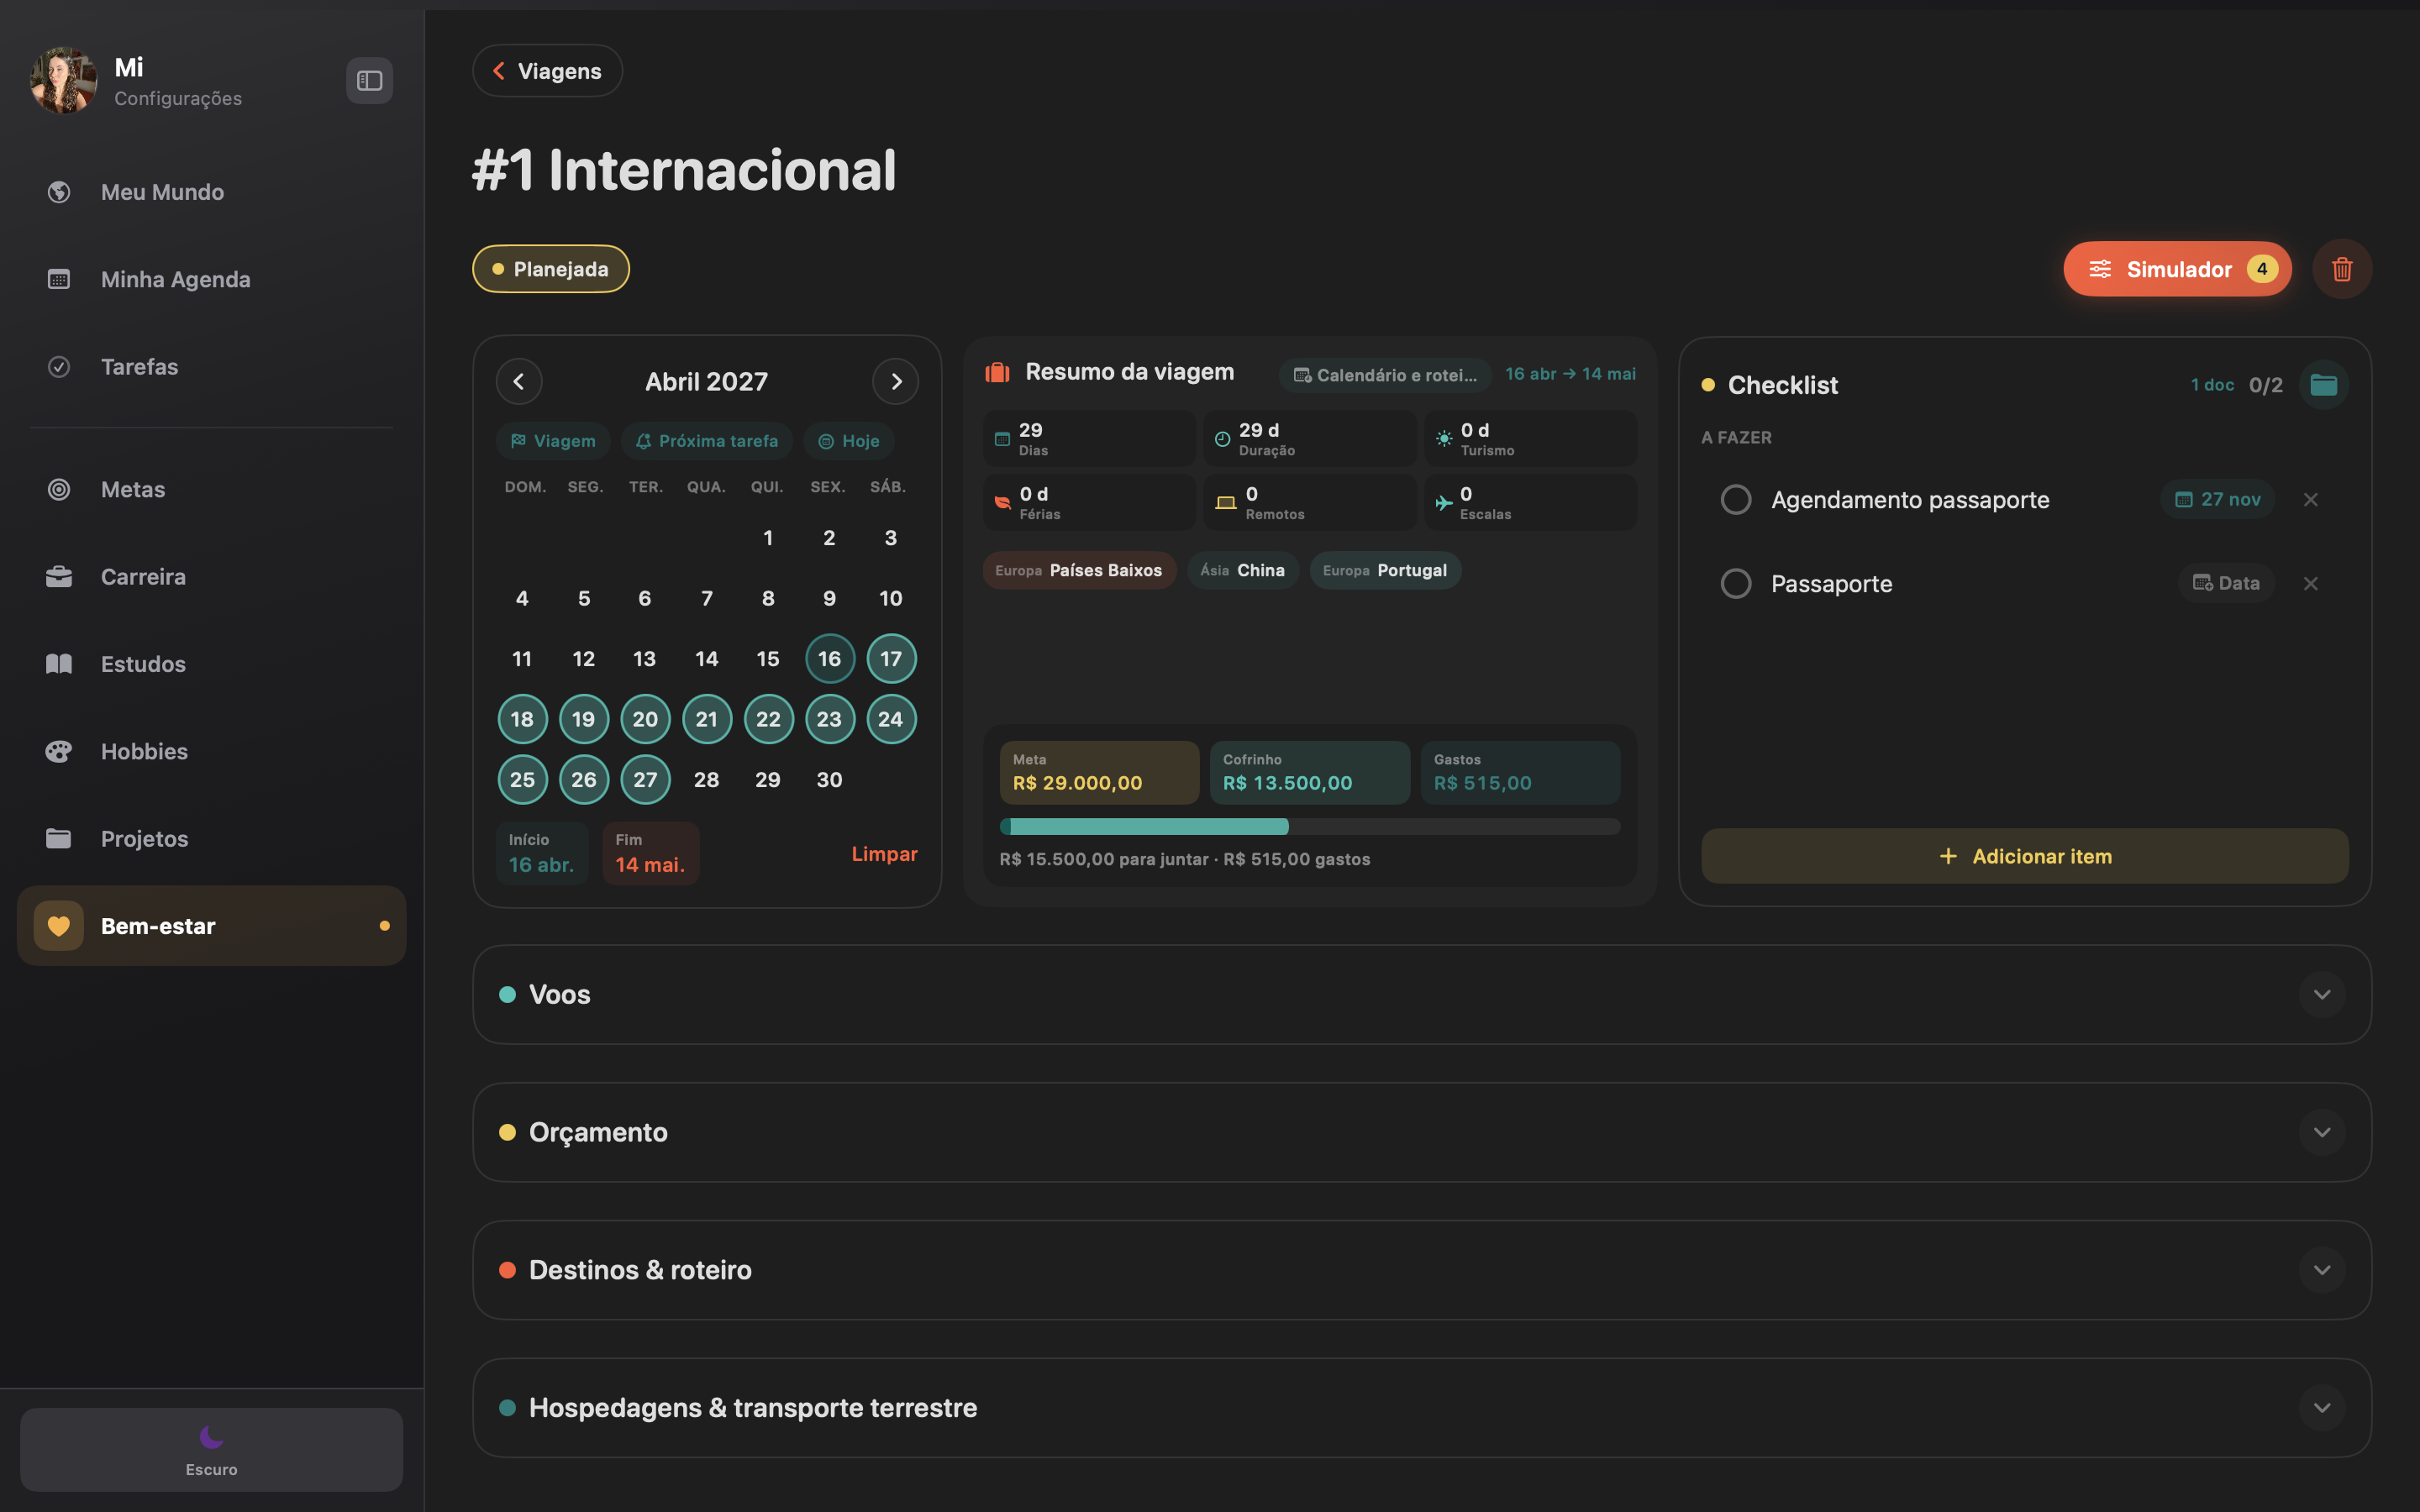 Mi
Configurações
Meu Mundo
Minha Agenda
Tarefas
Metas
Carreira
Estudos
Hobbies
Projetos
Bem-estar
Escuro
Viagens
#1 Internacional
Planejada
Simulador 4
Abril 2027
Viagem Próxima tarefa Hoje
DOM. SEG. TER. QUA. QUI. SEX. SÁB.
1 2 3
4 5 6 7 8 9 10
11 12 13 14 15 16 17
18 19 20 21 22 23 24
25 26 27 28 29 30
Início
16 abr.
Fim
14 mai.
Limpar
Resumo da viagem
Calendário e rotei...
16 abr → 14 mai
29
Dias
29 d
Duração
0 d
Turismo
0 d
Férias
0
Remotos
0
Escalas
Europa Países Baixos
Ásia China
Europa Portugal
Meta
R$ 29.000,00
Cofrinho
R$ 13.500,00
Gastos
R$ 515,00
R$ 15.500,00 para juntar · R$ 515,00 gastos
Checklist
1 doc 0/2
A FAZER
Agendamento passaporte 27 nov
Passaporte Data
+ Adicionar item
Voos
Orçamento
Destinos & roteiro
Hospedagens & transporte terrestre